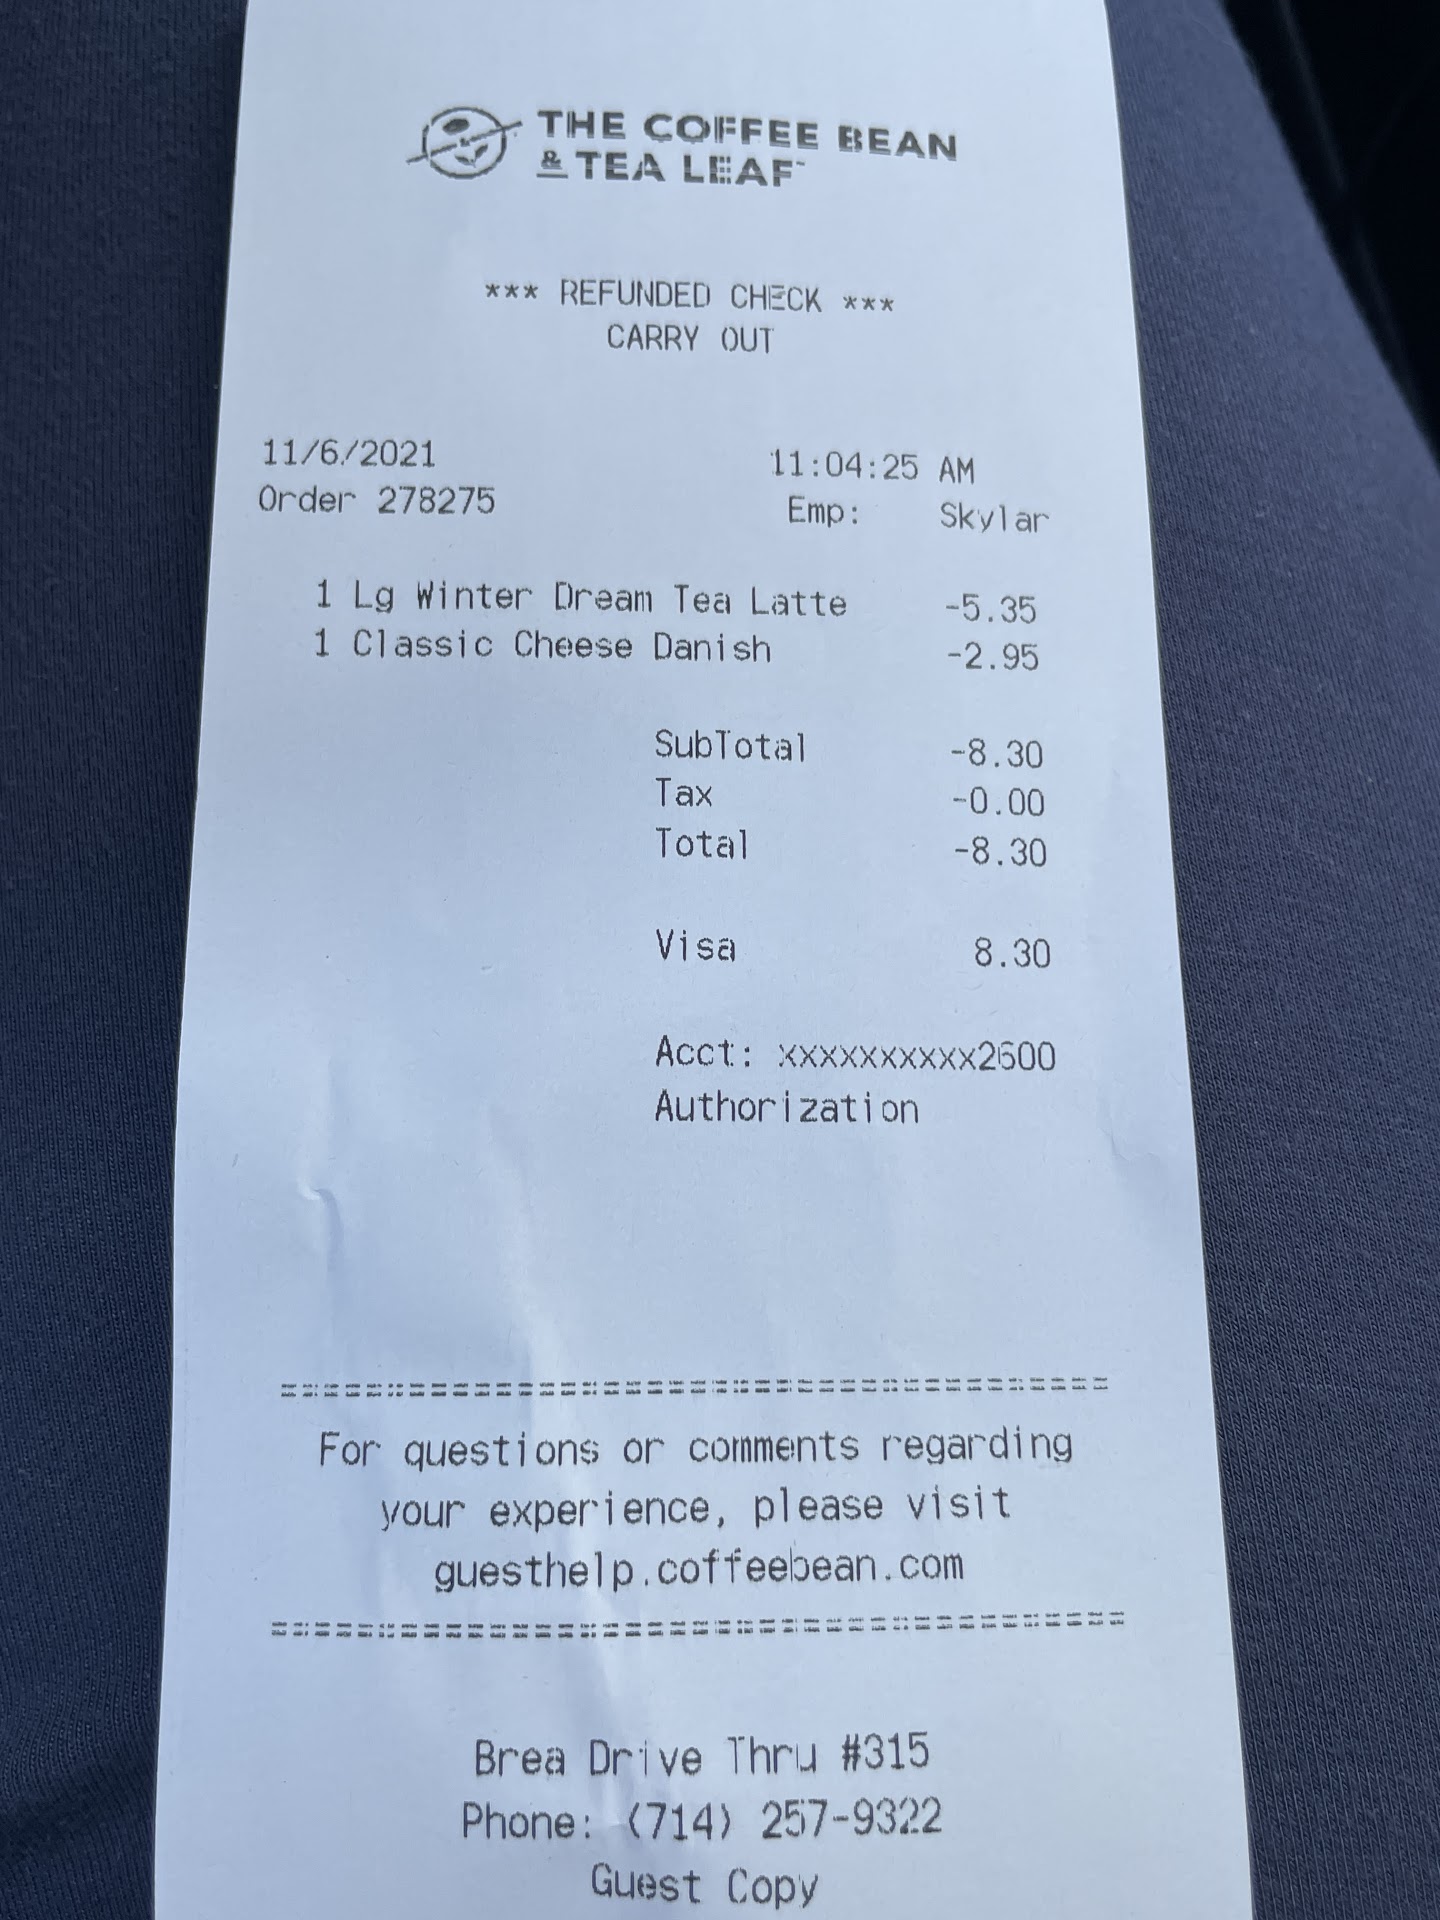 THE COFFEE BEAN
& TEA LEAF™
*** REFUNDED CHECK ***
CARRY OUT
11/6/2021 11:04:25 AM
Order 278275 Emp: Skylar
1 Lg Winter Dream Tea Latte -5.35
1 Classic Cheese Danish -2.95
SubTotal -8.30
Tax -0.00
Total -8.30
Visa 8.30
Acct: xxxxxxxxxx2600
Authorization
For questions or comments regarding
your experience, please visit
guesthelp.coffeebean.com
Brea Drive Thru #315
Phone: (714) 257-9322
Guest Copy